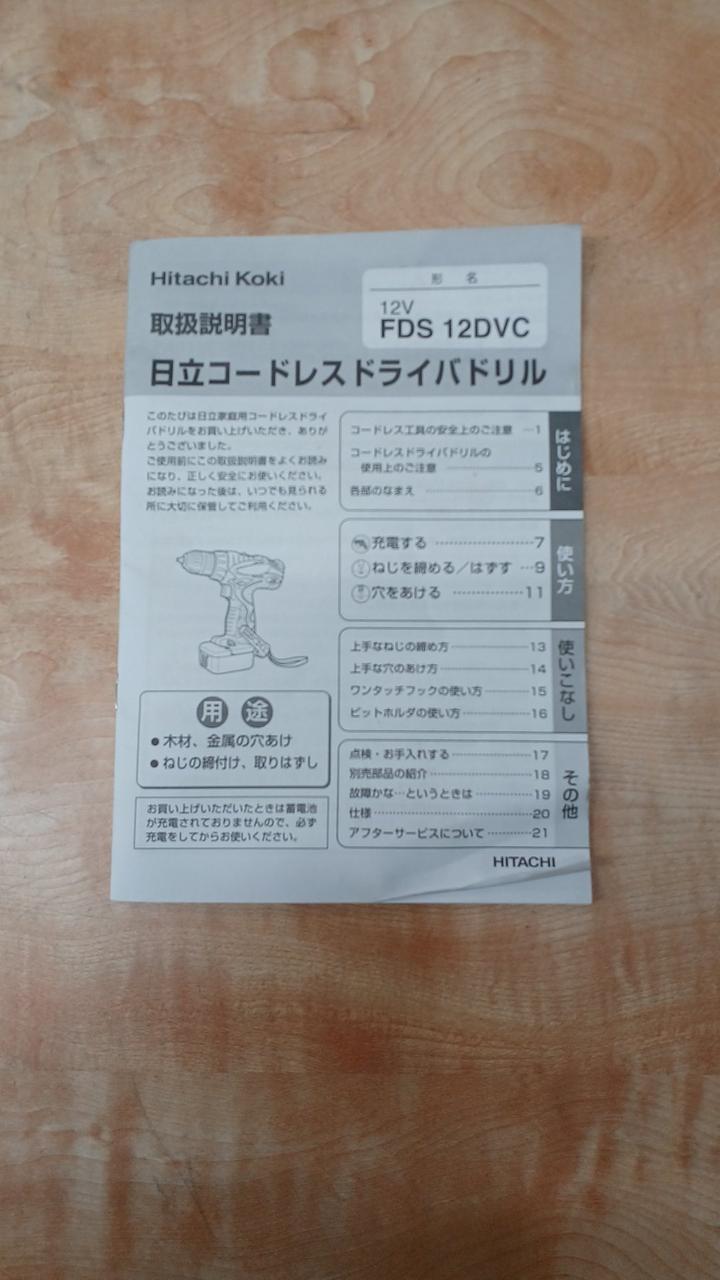 Hitachi Koki
形 名
12V
FDS 12DVC
取扱説明書
日立コードレスドライバドリル
このたびは日立家庭用コードレスドライ
バドリルをお買い上げいただき、ありが
とうございました。
ご使用前にこの取扱説明書をよくお読み
になり、正しく安全にお使いください。
お読みになった後は、いつでも見られる
所に大切に保管してご利用ください。
用 途
●木材、金属の穴あけ
●ねじの締付け、取りはずし
お買い上げいただいたときは蓄電池
が充電されておりませんので、必ず
充電をしてからお使いください。
はじめに
コードレス工具の安全上のご注意 …1
コードレスドライバドリルの
使用上のご注意 ……………5
各部のなまえ ………………6
使い方
充電する ……………7
ねじを締める／はずす …9
穴をあける ……………11
使いこなし
上手なねじの締め方 ……………13
上手な穴のあけ方 ………………14
ワンタッチフックの使い方 ………15
ビットホルダの使い方 ……………16
その他
点検・お手入れする ………………17
別売部品の紹介 …………………18
故障かな…というときは …………19
仕様 ………………………………20
アフターサービスについて ………21
HITACHI